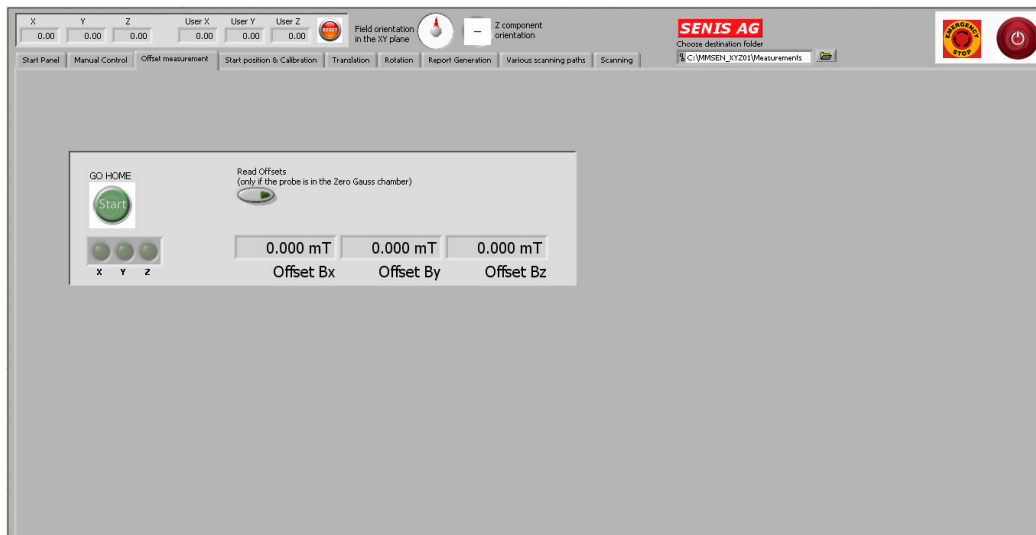 X Y Z User X User Y User Z
0.00 0.00 0.00 0.00 0.00 0.00
RESET
Field orientation
in the XY plane
–
Z component
orientation
SENIS AG
Choose destination folder
C:\MMSEN_XYZ01\Measurements
EMERGENCY
STOP
Start Panel Manual Control Offset measurement Start position & Calibration Translation Rotation Report Generation Various scanning paths Scanning
GO HOME
Start
X Y Z
Read Offsets
(only if the probe is in the Zero Gauss chamber)
0.000 mT 0.000 mT 0.000 mT
Offset Bx Offset By Offset Bz